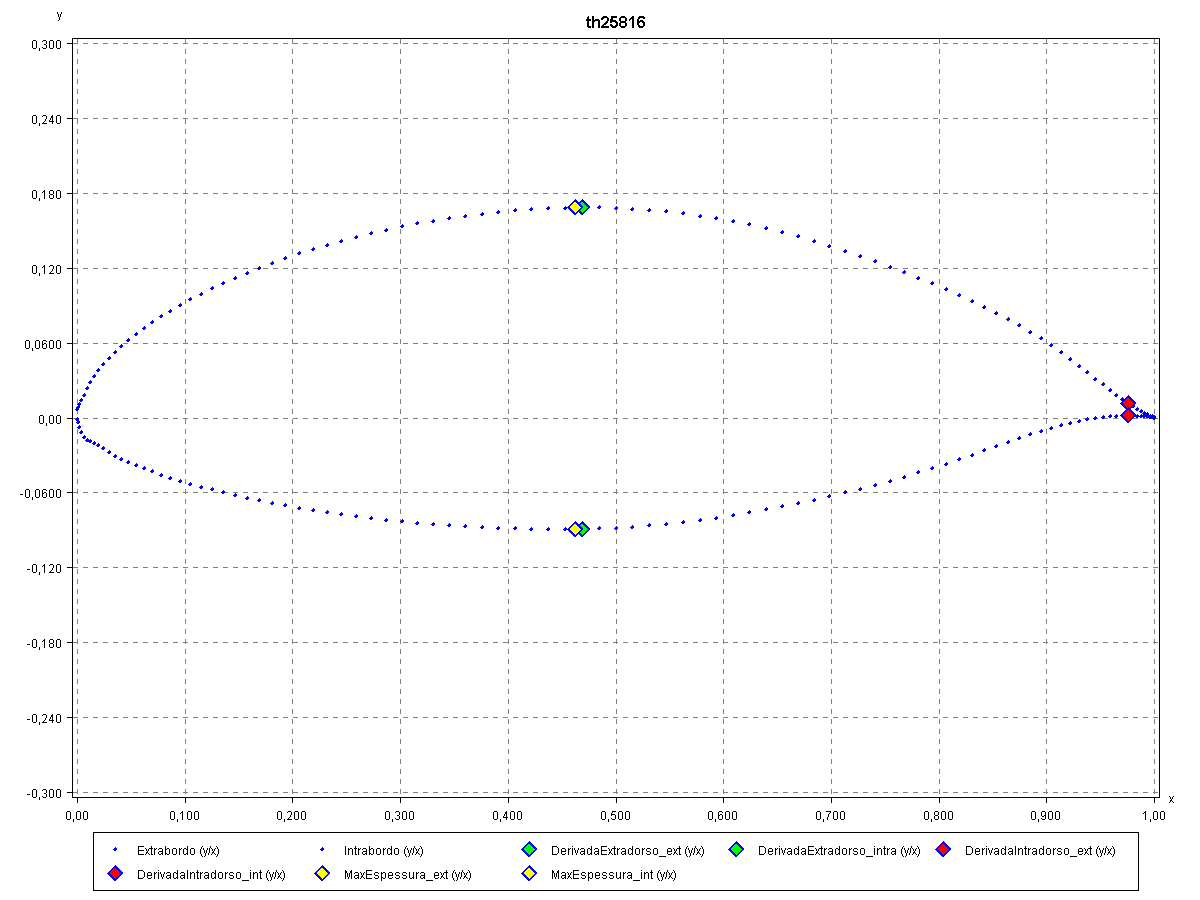 th25816
y
0,300
0,240
0,180
0,120
0,0600
0,00
-0,0600
-0,120
-0,180
-0,240
-0,300
0,00 0,100 0,200 0,300 0,400 0,500 0,600 0,700 0,800 0,900 1,00
x
Extrabordo (y/x) Intrabordo (y/x) DerivadaExtradorso_ext (y/x) DerivadaExtradorso_intra (y/x) DerivadaIntradorso_ext (y/x)
DerivadaIntradorso_int (y/x) MaxEspessura_ext (y/x) MaxEspessura_int (y/x)